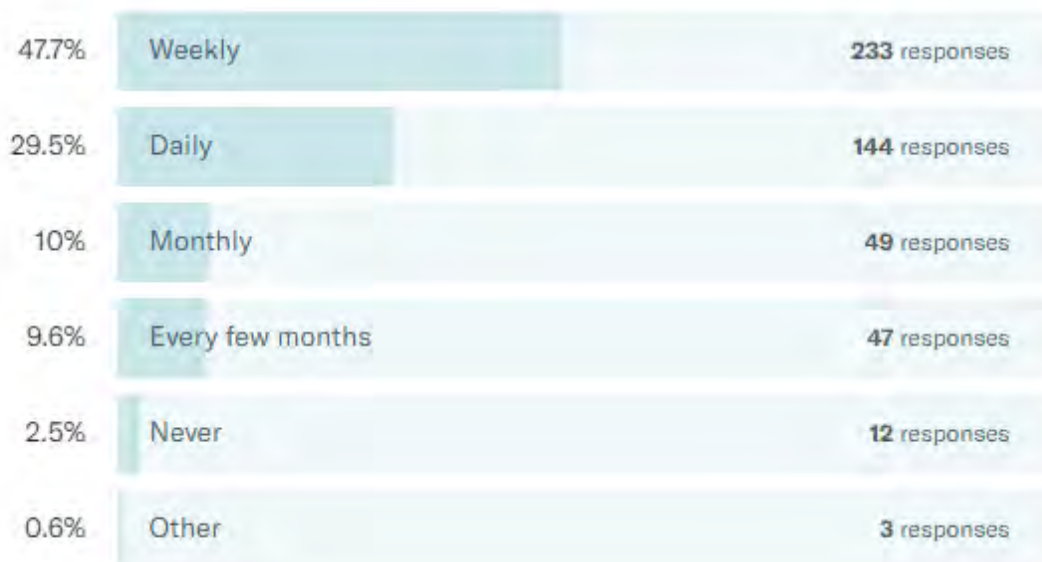 47.7% Weekly 233 responses
29.5% Daily 144 responses
10% Monthly 49 responses
9.6% Every few months 47 responses
2.5% Never 12 responses
0.6% Other 3 responses